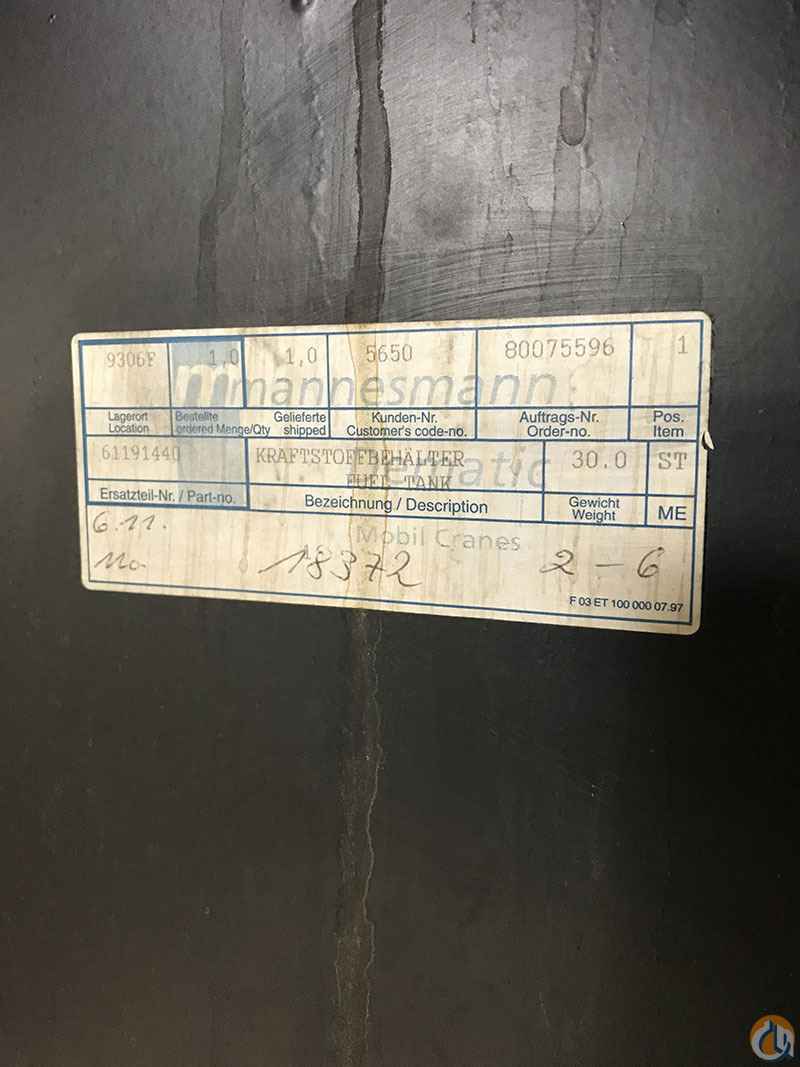 9306F 1,0 1,0 5650 80075596 1
mannesmann
Lagerort Bestellte Gelieferte Kunden-Nr. Auftrags-Nr. Pos.
Location ordered Menge/Qty shipped Customer's code-no. Order-no. Item
61191440 KRAFTSTOFFBEHÄLTER 30.0 ST
FUEL TANK
Ersatzteil-Nr. / Part-no. Bezeichnung / Description Gewicht ME
Weight
6.11. Mobil Cranes
18372 2-6
F 03 ET 100 000 07.97